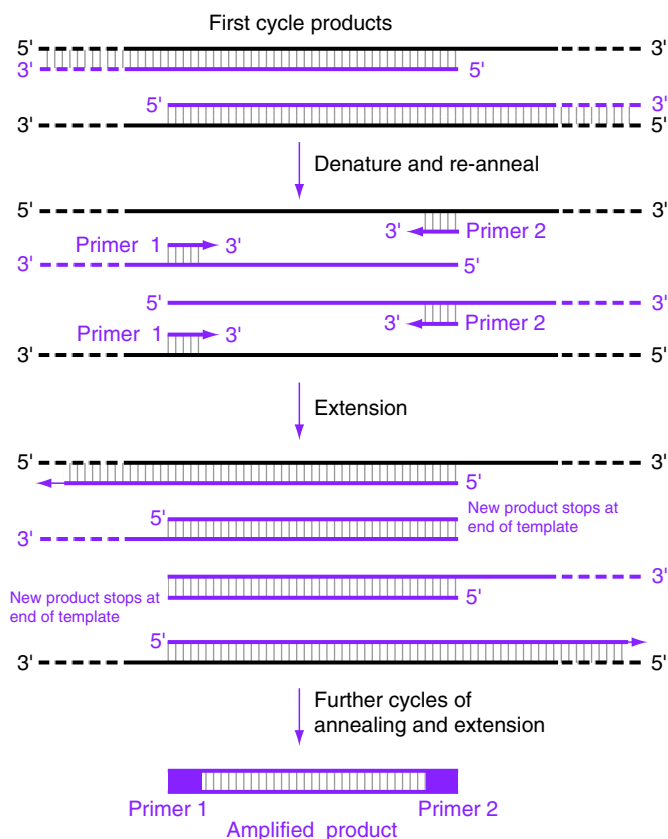 First cycle products
5' 3'
3' 5'
5' 3'
3' 5'
Denature and re-anneal
5' 3'
3' Primer 2
Primer 1 3'
3' 5'
5' 3'
3' Primer 2
Primer 1 3'
3' 5'
Extension
5' 3'
5'
5' New product stops at
end of template
3'
3'
New product stops at
end of template
5'
5'
3' 5'
Further cycles of
annealing and extension
Primer 1 Primer 2
Amplified product